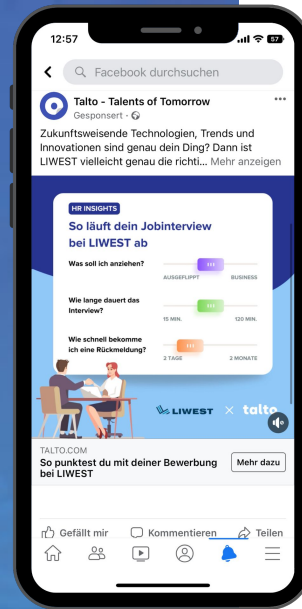 12:57
57
Facebook durchsuchen
Talto - Talents of Tomorrow
Gesponsert ·
Zukunftsweisende Technologien, Trends und
Innovationen sind genau dein Ding? Dann ist
LIWEST vielleicht genau die richti... Mehr anzeigen
HR INSIGHTS
So läuft dein Jobinterview
bei LIWEST ab
Was soll ich anziehen?
AUSGEFLIPPT BUSINESS
Wie lange dauert das
Interview?
15 MIN. 120 MIN.
Wie schnell bekomme
ich eine Rückmeldung?
2 TAGE 2 MONATE
LIWEST × talto
TALTO.COM
So punktest du mit deiner Bewerbung
bei LIWEST
Mehr dazu
Gefällt mir Kommentieren Teilen